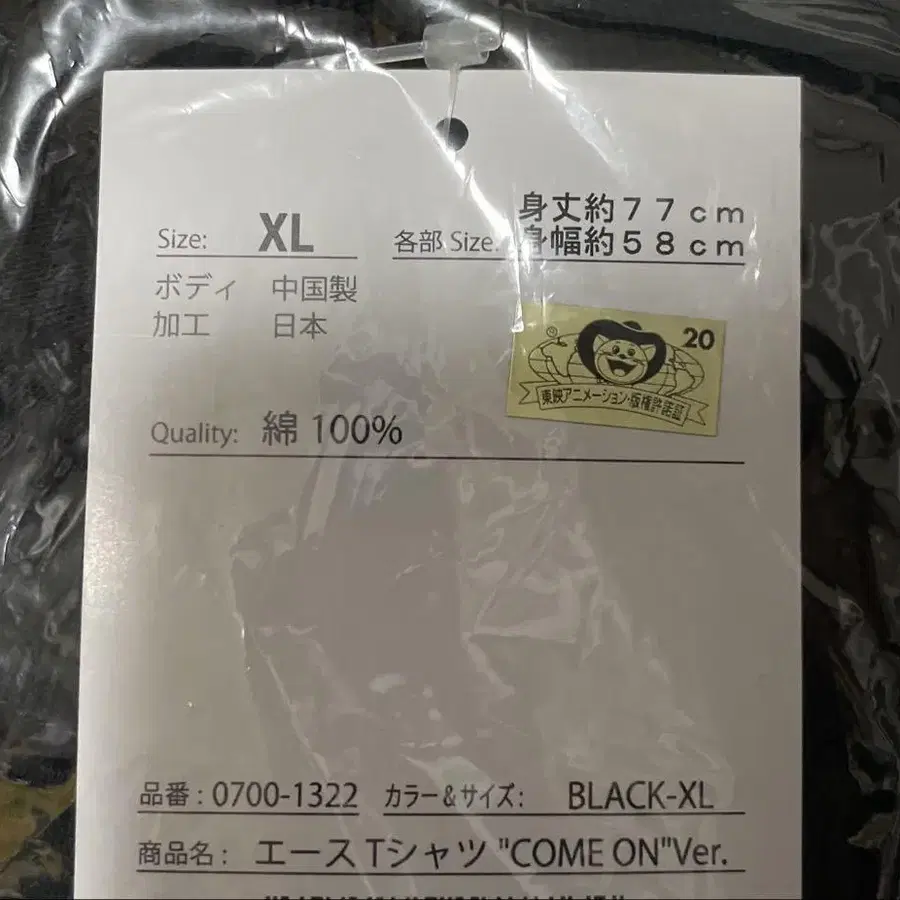 身丈約７７ｃｍ
Size: XL 各部 Size: 身幅約５８ｃｍ
ボディ 中国製
加工 日本
20
東映アニメーション・版権許諾証
Quality: 綿 100%
品番 : 0700-1322 カラー＆サイズ: BLACK-XL
商品名 : エース Tシャツ "COME ON"Ver.